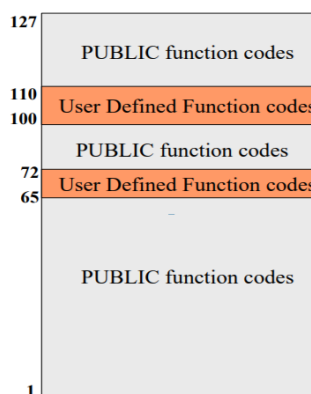 127
PUBLIC function codes
110
User Defined Function codes
100
PUBLIC function codes
72
User Defined Function codes
65
PUBLIC function codes
1